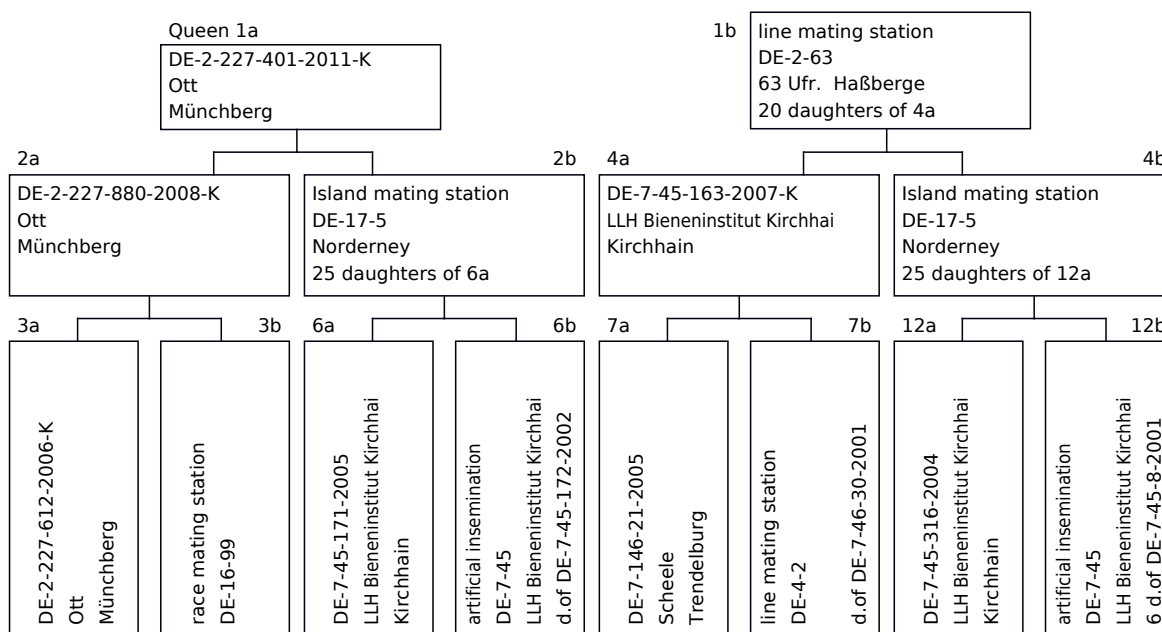 Queen 1a
DE-2-227-401-2011-K
Ott
Münchberg
1b
line mating station
DE-2-63
63 Ufr.  Haßberge
20 daughters of 4a
2a
DE-2-227-880-2008-K
Ott
Münchberg
2b
Island mating station
DE-17-5
Norderney
25 daughters of 6a
4a
DE-7-45-163-2007-K
LLH Bieneninstitut Kirchhai
Kirchhain
4b
Island mating station
DE-17-5
Norderney
25 daughters of 12a
3a
DE-2-227-612-2006-K
Ott
Münchberg
3b
race mating station
DE-16-99
6a
DE-7-45-171-2005
LLH Bieneninstitut Kirchhai
Kirchhain
6b
artificial insemination
DE-7-45
LLH Bieneninstitut Kirchhai
d.of DE-7-45-172-2002
7a
DE-7-146-21-2005
Scheele
Trendelburg
7b
line mating station
DE-4-2
d.of DE-7-46-30-2001
12a
DE-7-45-316-2004
LLH Bieneninstitut Kirchhai
Kirchhain
12b
artificial insemination
DE-7-45
LLH Bieneninstitut Kirchhai
6 d.of DE-7-45-8-2001